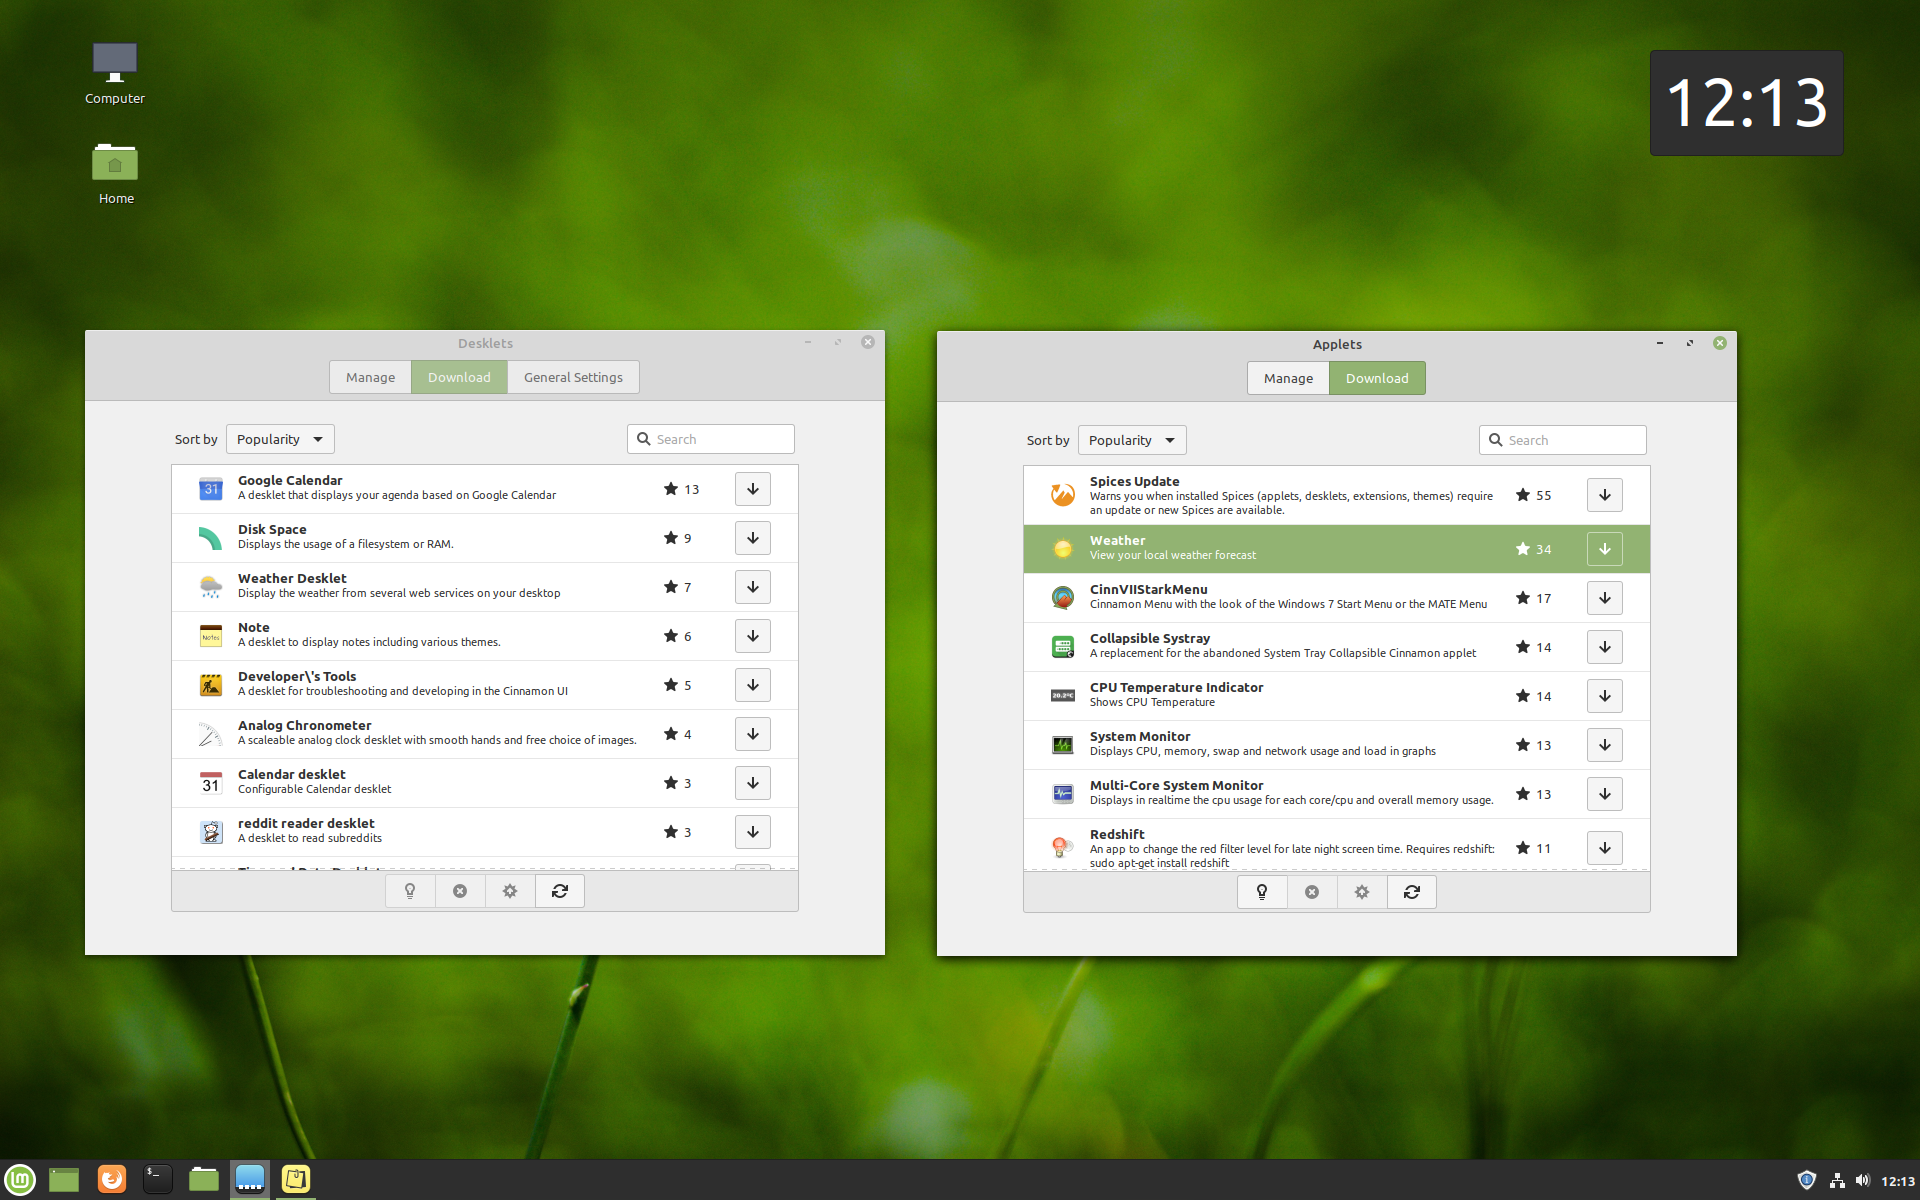 Computer
Home
12:13
Desklets
Manage
Download
General Settings
Sort by
Popularity
Search
31
Google Calendar
A desklet that displays your agenda based on Google Calendar
13
Disk Space
Displays the usage of a filesystem or RAM.
9
Weather Desklet
Display the weather from several web services on your desktop
7
Notes
Note
A desklet to display notes including various themes.
6
Developer\'s Tools
A desklet for troubleshooting and developing in the Cinnamon UI
5
Analog Chronometer
A scaleable analog clock desklet with smooth hands and free choice of images.
4
31
Calendar desklet
Configurable Calendar desklet
3
reddit reader desklet
A desklet to read subreddits
3
Applets
Manage
Download
Sort by
Popularity
Search
Spices Update
Warns you when installed Spices (applets, desklets, extensions, themes) require
an update or new Spices are available.
55
Weather
View your local weather forecast
34
CinnVIIStarkMenu
Cinnamon Menu with the look of the Windows 7 Start Menu or the MATE Menu
17
Collapsible Systray
A replacement for the abandoned System Tray Collapsible Cinnamon applet
14
20.2°C
CPU Temperature Indicator
Shows CPU Temperature
14
System Monitor
Displays CPU, memory, swap and network usage and load in graphs
13
Multi-Core System Monitor
Displays in realtime the cpu usage for each core/cpu and overall memory usage.
13
Redshift
An app to change the red filter level for late night screen time. Requires redshift:
sudo apt-get install redshift
11
lm
$_
12:13